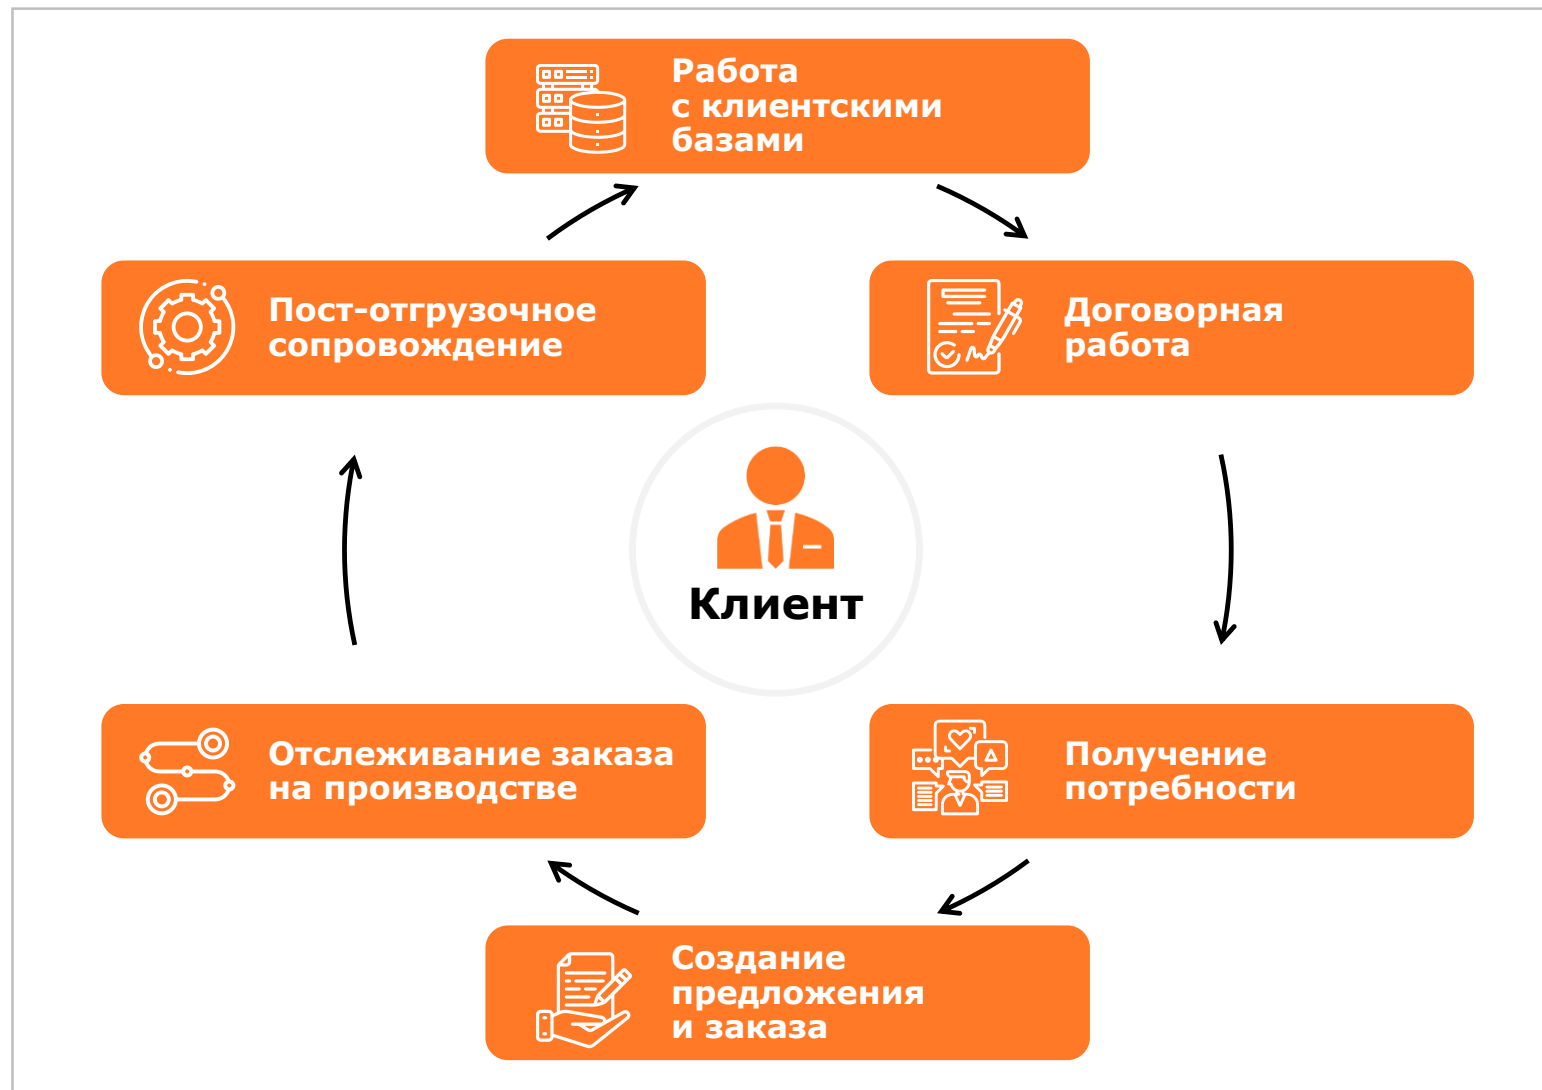 Работа
с клиентскими
базами
Пост-отгрузочное
сопровождение
Договорная
работа
Клиент
Отслеживание заказа
на производстве
Получение
потребности
Создание
предложения
и заказа